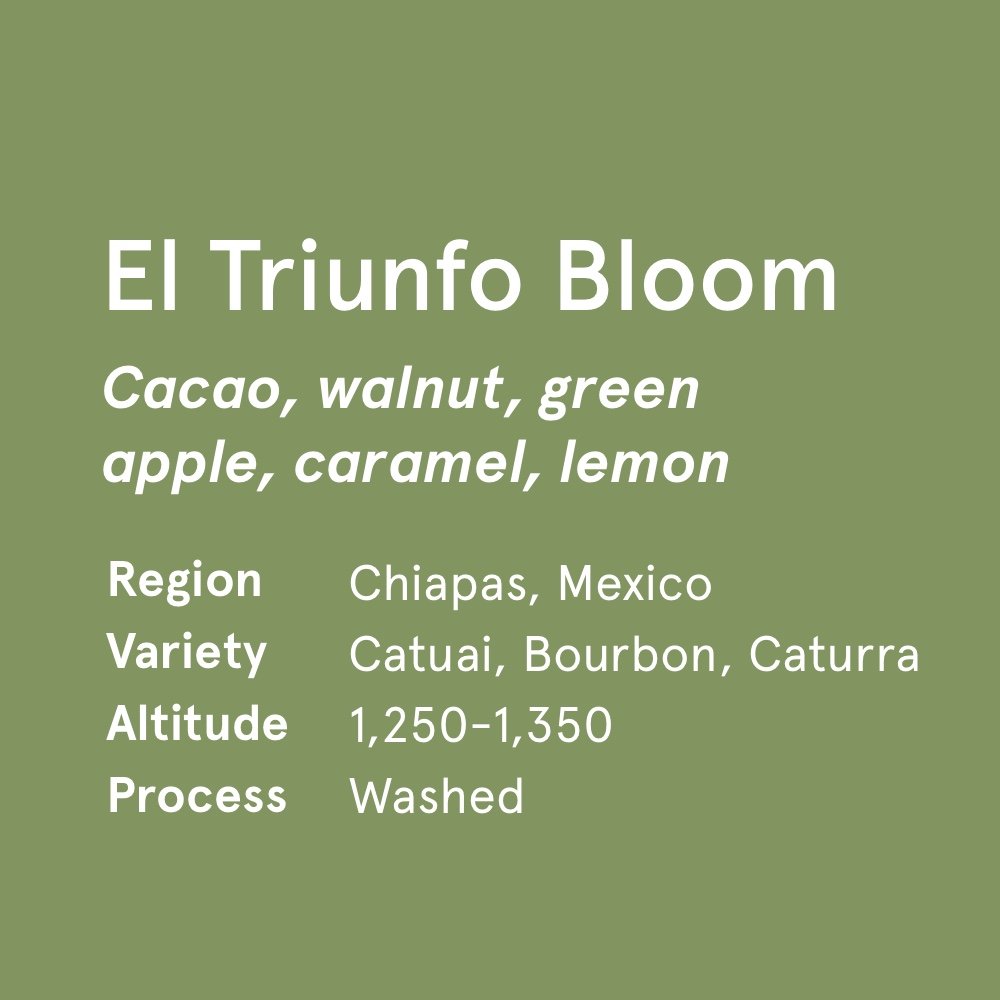 El Triunfo Bloom
Cacao, walnut, green
apple, caramel, lemon
Region Chiapas, Mexico
Variety Catuai, Bourbon, Caturra
Altitude 1,250–1,350
Process Washed